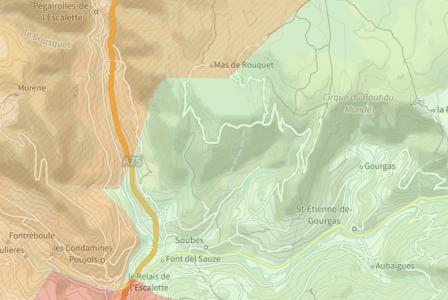 Pégairolles-de-
l'Escalette
le Bousquet
Mas de Rouquet
Murene
Cirque du Bout du
Monde
A75
Gourgas
St-Étienne-de-
Gourgas
Fontreboule
Soubès
les Condamines
Poujols
Font del Sauze
Aubaigues
le Relais de
l'Escalette